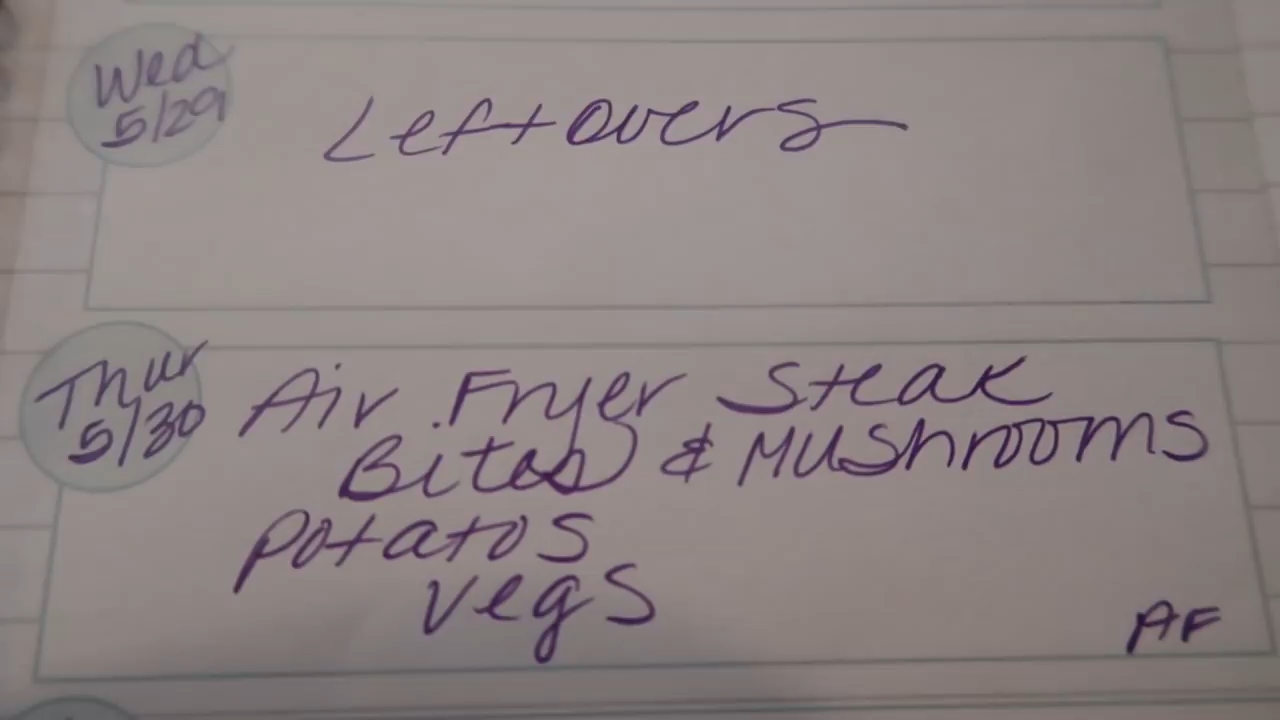 Wed
5/29
Leftovers
Thur
5/30
Air Fryer Steak
Bites & Mushrooms
Potatos
Vegs
AF